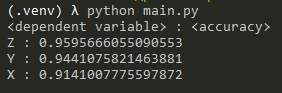 (.venv) λ python main.py
<dependent variable> : <accuracy>
Z : 0.9595666055090553
Y : 0.9441075821463881
X : 0.9141007775597872